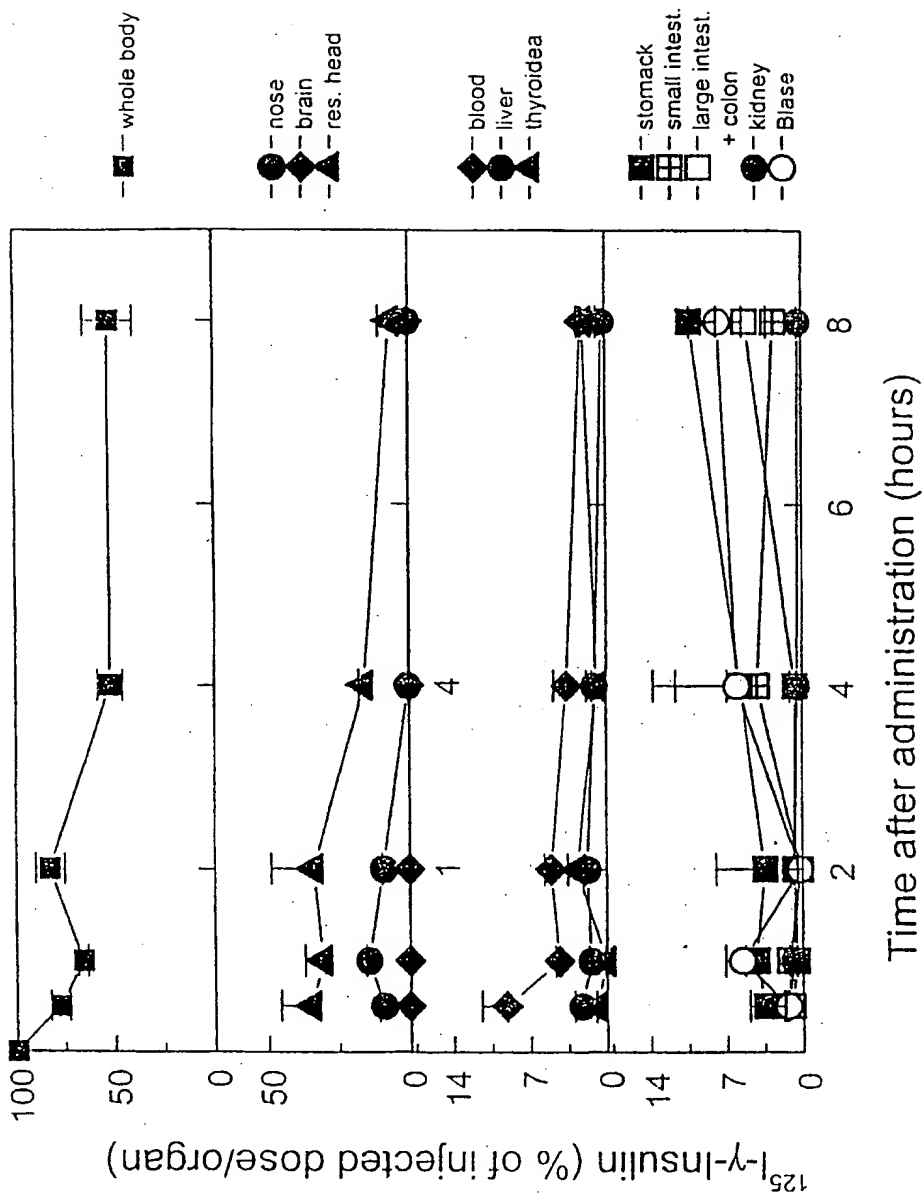 ¹²⁵I-γ-Insulin (% of injected dose/organ)
100
50
0
50
0
14
7
0
14
7
0
1
4
2
4
6
8
Time after administration (hours)
whole body
nose
brain
res. head
blood
liver
thyroidea
stomack
small intest.
large intest.
+ colon
kidney
Blase